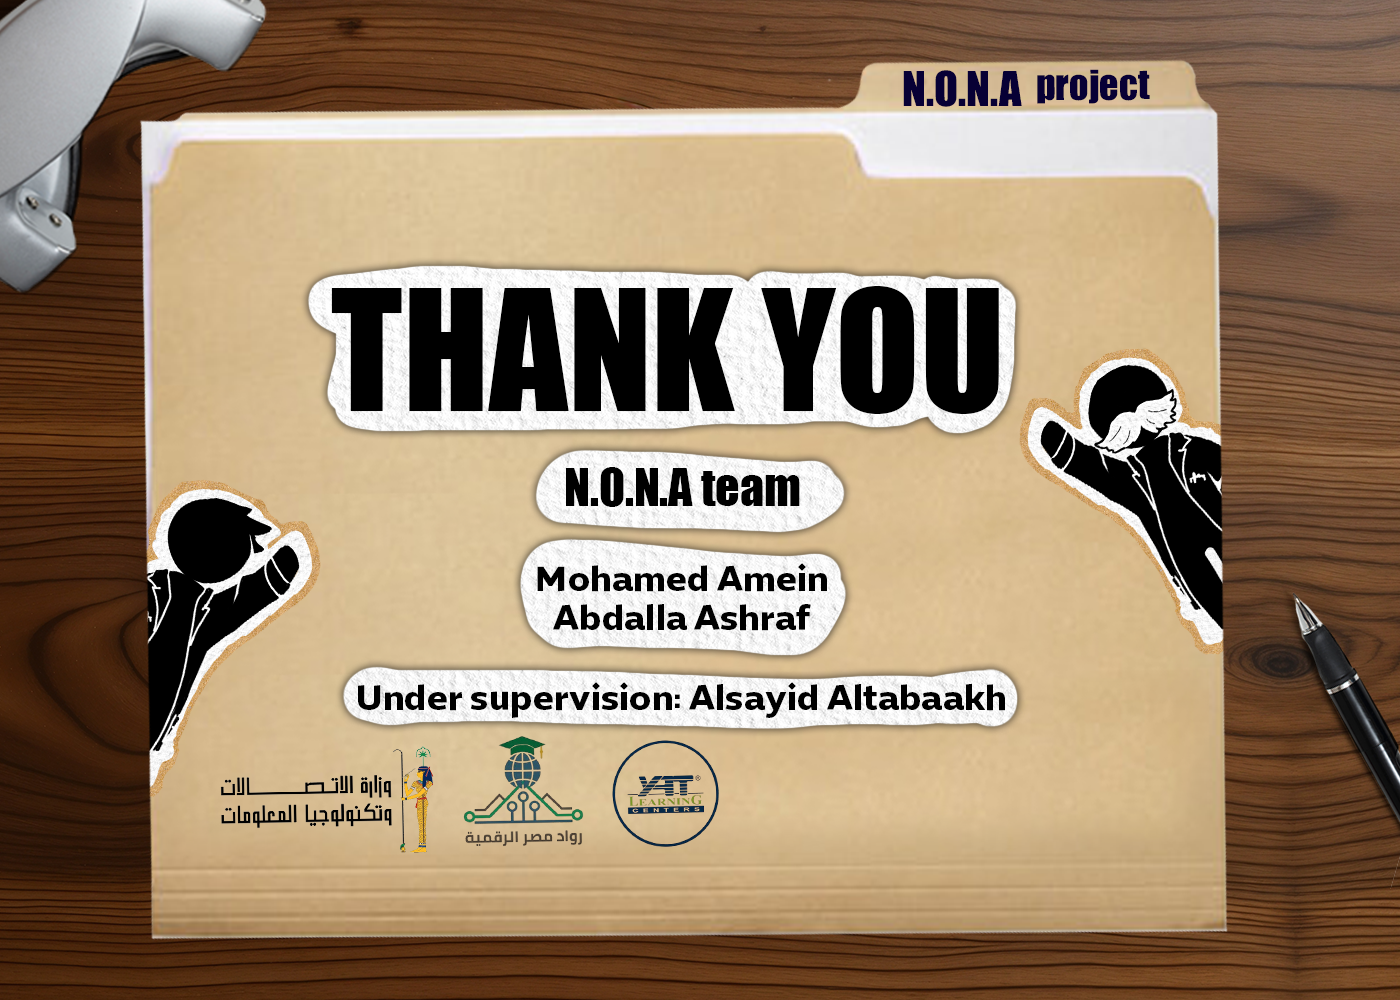 N.O.N.A project
THANK YOU
N.O.N.A team
Mohamed Amein
Abdalla Ashraf
Under supervision: Alsayid Altabaakh
وزارة الاتصالات
وتكنولوجيا المعلومات
رواد مصر الرقمية
YAT®
LEARNING
CENTERS